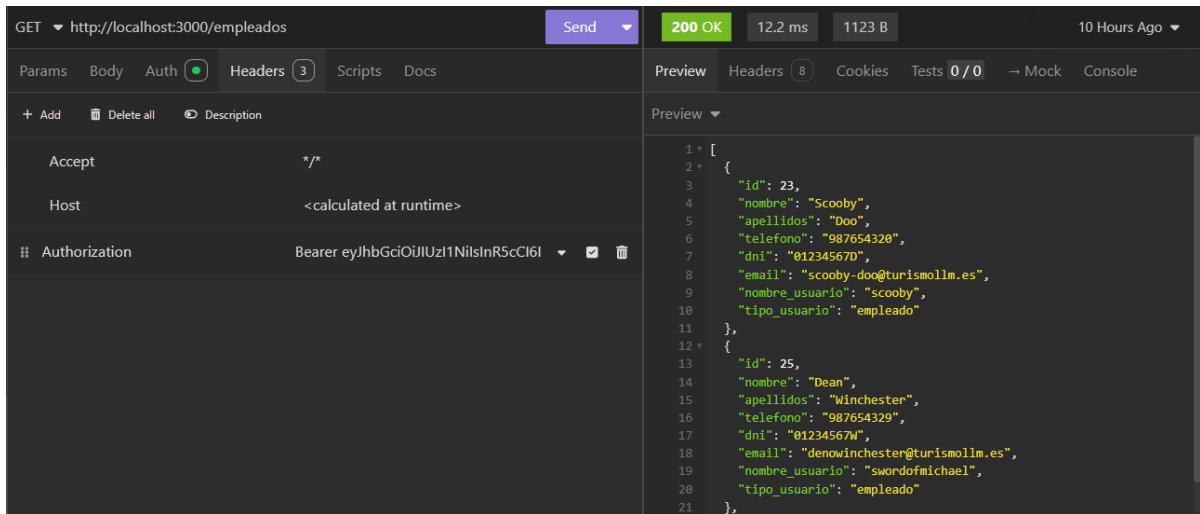 GET http://localhost:3000/empleados Send
Params Body Auth Headers 3 Scripts Docs
+ Add Delete all Description
Accept */*
Host <calculated at runtime>
Authorization Bearer eyJhbGciOiJIUzI1NiIsInR5cCI6I
200 OK 12.2 ms 1123 B 10 Hours Ago
Preview Headers 8 Cookies Tests 0 / 0 → Mock Console
Preview
1 [
2 {
3 "id": 23,
4 "nombre": "Scooby",
5 "apellidos": "Doo",
6 "telefono": "987654320",
7 "dni": "01234567D",
8 "email": "scooby-doo@turismollm.es",
9 "nombre_usuario": "scooby",
10 "tipo_usuario": "empleado"
11 },
12 {
13 "id": 25,
14 "nombre": "Dean",
15 "apellidos": "Winchester",
16 "telefono": "987654329",
17 "dni": "01234567W",
18 "email": "denowinchester@turismollm.es",
19 "nombre_usuario": "swordofmichael",
20 "tipo_usuario": "empleado"
21 },